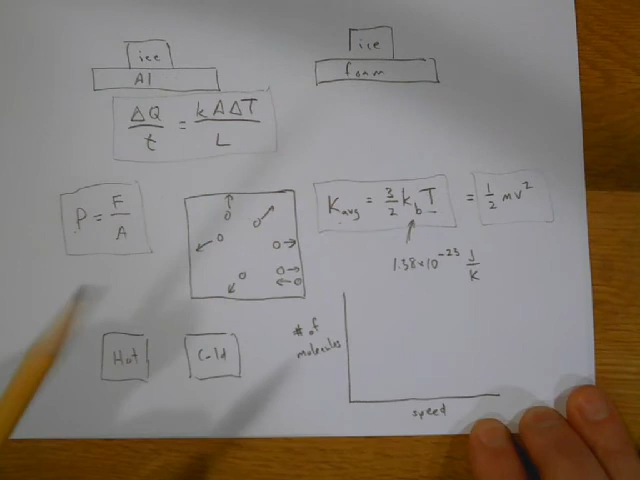 ice
Al
ice
foam
ΔQ/t = kAΔT/L
P = F/A
K_avg = 3/2 k_b T = 1/2 mv²
1.38×10⁻²³ J/K
Hot
Cold
# of
molecules
speed